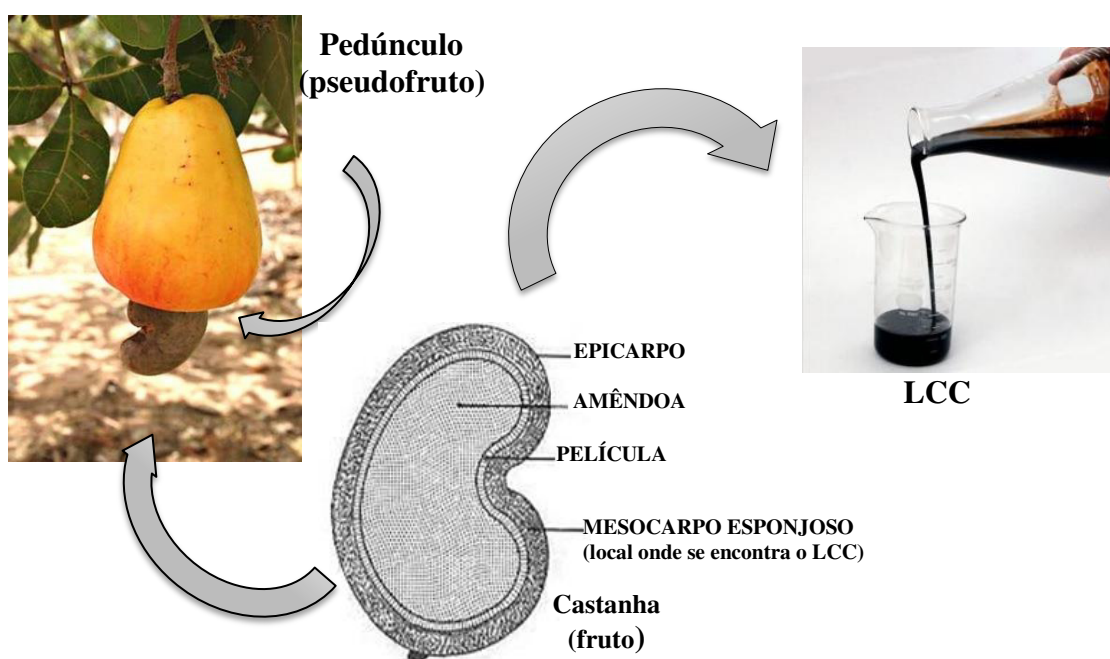 Pedúnculo
(pseudofruto)
EPICARPO
AMÊNDOA
PELÍCULA
MESOCARPO ESPONJOSO
(local onde se encontra o LCC)
Castanha
(fruto)
LCC